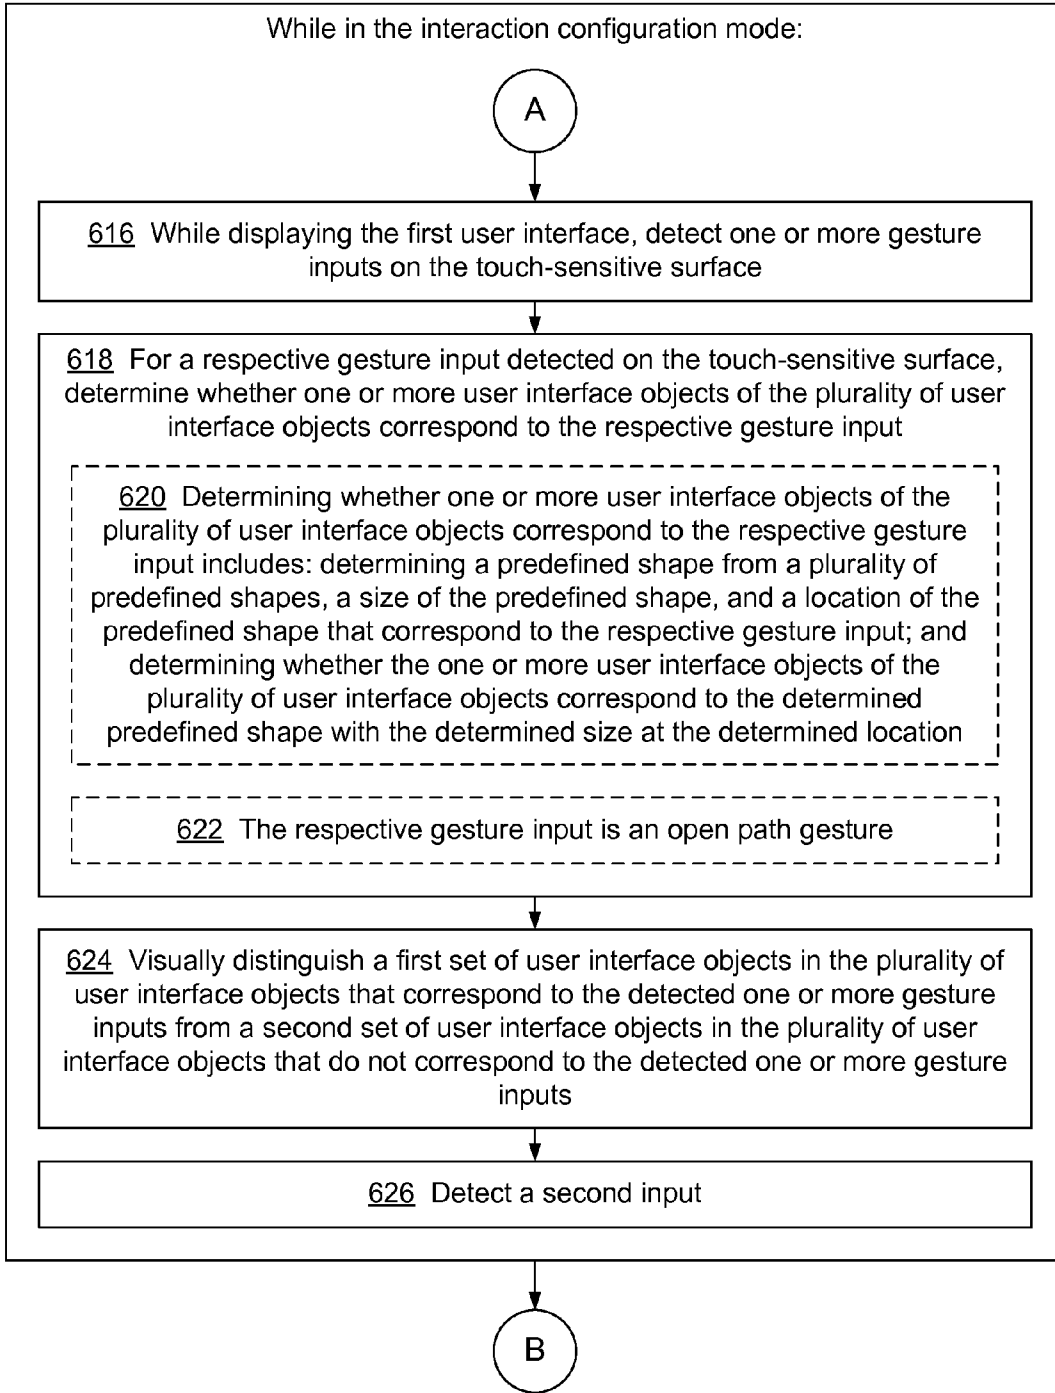 While in the interaction configuration mode:
A
616 While displaying the first user interface, detect one or more gesture
inputs on the touch-sensitive surface
618 For a respective gesture input detected on the touch-sensitive surface,
determine whether one or more user interface objects of the plurality of user
interface objects correspond to the respective gesture input
620 Determining whether one or more user interface objects of the
plurality of user interface objects correspond to the respective gesture
input includes: determining a predefined shape from a plurality of
predefined shapes, a size of the predefined shape, and a location of the
predefined shape that correspond to the respective gesture input; and
determining whether the one or more user interface objects of the
plurality of user interface objects correspond to the determined
predefined shape with the determined size at the determined location
622 The respective gesture input is an open path gesture
624 Visually distinguish a first set of user interface objects in the plurality of
user interface objects that correspond to the detected one or more gesture
inputs from a second set of user interface objects in the plurality of user
interface objects that do not correspond to the detected one or more gesture
inputs
626 Detect a second input
B